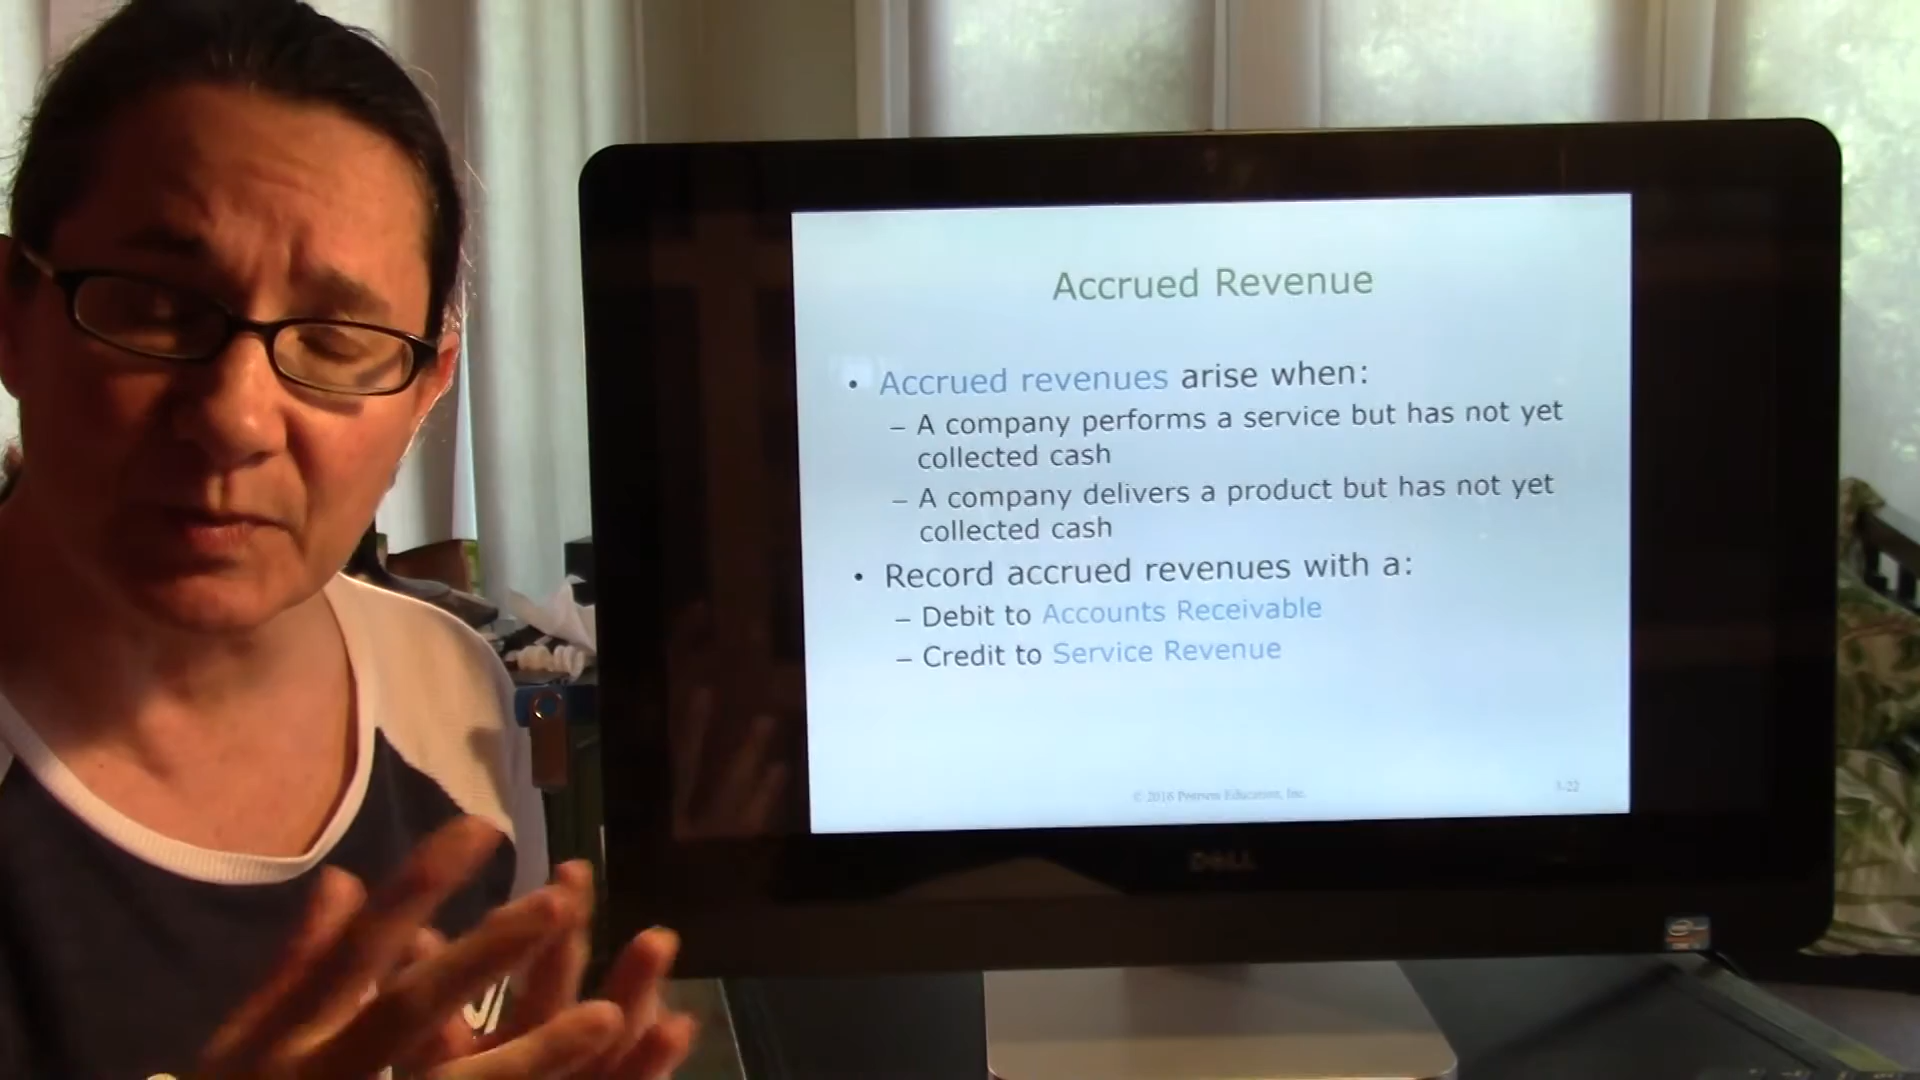 Accrued Revenue
• Accrued revenues arise when:
– A company performs a service but has not yet
collected cash
– A company delivers a product but has not yet
collected cash
• Record accrued revenues with a:
– Debit to Accounts Receivable
– Credit to Service Revenue
© 2016 Pearson Education, Inc.
DELL